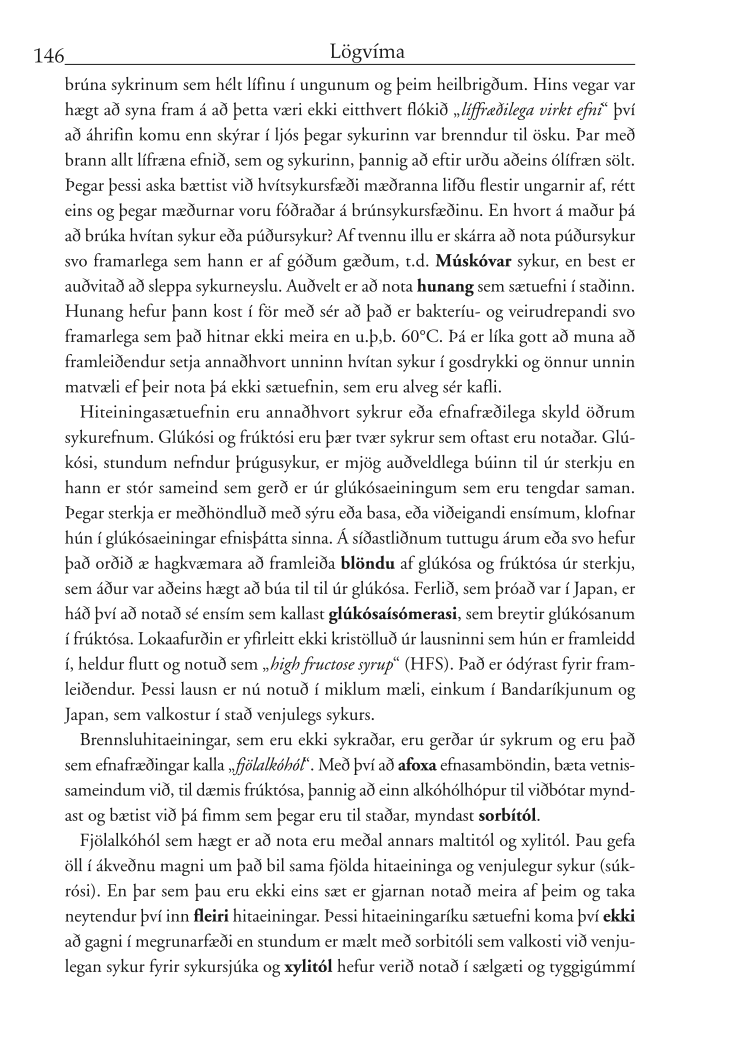 146
Lögvíma
brúna sykrinum sem hélt lífinu í ungunum og þeim heilbrigðum. Hins vegar var
hægt að syna fram á að þetta væri ekki eitthvert flókið „líffræðilega virkt efni“ því
að áhrifin komu enn skýrar í ljós þegar sykurinn var brenndur til ösku. Þar með
brann allt lífræna efnið, sem og sykurinn, þannig að eftir urðu aðeins ólífræn sölt.
Þegar þessi aska bættist við hvítsykursfæði mæðranna lifðu flestir ungarnir af, rétt
eins og þegar mæðurnar voru fóðraðar á brúnsykursfæðinu. En hvort á maður þá
að brúka hvítan sykur eða púðursykur? Af tvennu illu er skárra að nota púðursykur
svo framarlega sem hann er af góðum gæðum, t.d. Múskóvar sykur, en best er
auðvitað að sleppa sykurneyslu. Auðvelt er að nota hunang sem sætuefni í staðinn.
Hunang hefur þann kost í för með sér að það er bakteríu- og veirudrepandi svo
framarlega sem það hitnar ekki meira en u.þ,b. 60°C. Þá er líka gott að muna að
framleiðendur setja annaðhvort unninn hvítan sykur í gosdrykki og önnur unnin
matvæli ef þeir nota þá ekki sætuefnin, sem eru alveg sér kafli.
Hiteiningasætuefnin eru annaðhvort sykrur eða efnafræðilega skyld öðrum
sykurefnum. Glúkósi og frúktósi eru þær tvær sykrur sem oftast eru notaðar. Glú-
kósi, stundum nefndur þrúgusykur, er mjög auðveldlega búinn til úr sterkju en
hann er stór sameind sem gerð er úr glúkósaeiningum sem eru tengdar saman.
Þegar sterkja er meðhöndluð með sýru eða basa, eða viðeigandi ensímum, klofnar
hún í glúkósaeiningar efnisþátta sinna. Á síðastliðnum tuttugu árum eða svo hefur
það orðið æ hagkvæmara að framleiða blöndu af glúkósa og frúktósa úr sterkju,
sem áður var aðeins hægt að búa til til úr glúkósa. Ferlið, sem þróað var í Japan, er
háð því að notað sé ensím sem kallast glúkósaísómerasi, sem breytir glúkósanum
í frúktósa. Lokaafurðin er yfirleitt ekki kristölluð úr lausninni sem hún er framleidd
í, heldur flutt og notuð sem „high fructose syrup“ (HFS). Það er ódýrast fyrir fram-
leiðendur. Þessi lausn er nú notuð í miklum mæli, einkum í Bandaríkjunum og
Japan, sem valkostur í stað venjulegs sykurs.
Brennsluhitaeiningar, sem eru ekki sykraðar, eru gerðar úr sykrum og eru það
sem efnafræðingar kalla „fjölalkóhól“. Með því að afoxa efnasamböndin, bæta vetnis-
sameindum við, til dæmis frúktósa, þannig að einn alkóhólhópur til viðbótar mynd-
ast og bætist við þá fimm sem þegar eru til staðar, myndast sorbítól.
Fjölalkóhól sem hægt er að nota eru meðal annars maltitól og xylitól. Þau gefa
öll í ákveðnu magni um það bil sama fjölda hitaeininga og venjulegur sykur (súk-
rósi). En þar sem þau eru ekki eins sæt er gjarnan notað meira af þeim og taka
neytendur því inn fleiri hitaeiningar. Þessi hitaeiningaríku sætuefni koma því ekki
að gagni í megrunarfæði en stundum er mælt með sorbitóli sem valkosti við venju-
legan sykur fyrir sykursjúka og xylitól hefur verið notað í sælgæti og tyggigúmmí